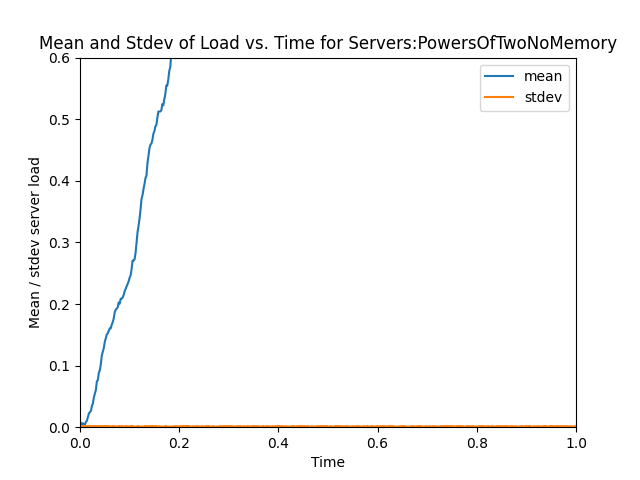 Mean and Stdev of Load vs. Time for Servers:PowersOfTwoNoMemory
mean
stdev
Mean / stdev server load
0.6
0.5
0.4
0.3
0.2
0.1
0.0
0.0 0.2 0.4 0.6 0.8 1.0
Time